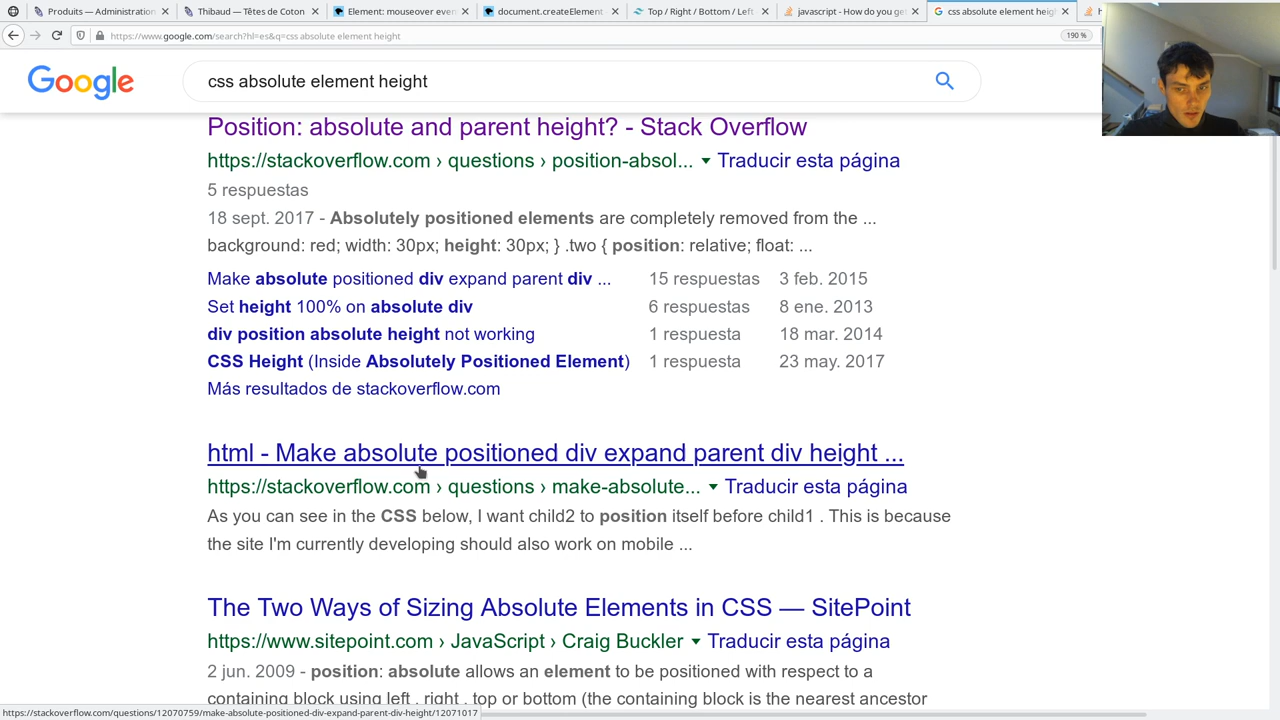 Produits — Administration
Thibaud — Têtes de Coton
Element: mouseover even
document.createElement
Top / Right / Bottom / Left
javascript - How do you get
css absolute element heigh
https://www.google.com/search?hl=es&q=css absolute element height
190 %
Google
css absolute element height
Position: absolute and parent height? - Stack Overflow
https://stackoverflow.com › questions › position-absol... Traducir esta página
5 respuestas
18 sept. 2017 - Absolutely positioned elements are completely removed from the ...
background: red; width: 30px; height: 30px; } .two { position: relative; float: ...
Make absolute positioned div expand parent div ... 15 respuestas 3 feb. 2015
Set height 100% on absolute div 6 respuestas 8 ene. 2013
div position absolute height not working 1 respuesta 18 mar. 2014
CSS Height (Inside Absolutely Positioned Element) 1 respuesta 23 may. 2017
Más resultados de stackoverflow.com
html - Make absolute positioned div expand parent div height ...
https://stackoverflow.com › questions › make-absolute... Traducir esta página
As you can see in the CSS below, I want child2 to position itself before child1 . This is because
the site I'm currently developing should also work on mobile ...
The Two Ways of Sizing Absolute Elements in CSS — SitePoint
https://www.sitepoint.com › JavaScript › Craig Buckler Traducir esta página
2 jun. 2009 - position: absolute allows an element to be positioned with respect to a
containing block using left , right , top or bottom (the containing block is the nearest ancestor
https://stackoverflow.com/questions/12070759/make-absolute-positioned-div-expand-parent-div-height/12071017